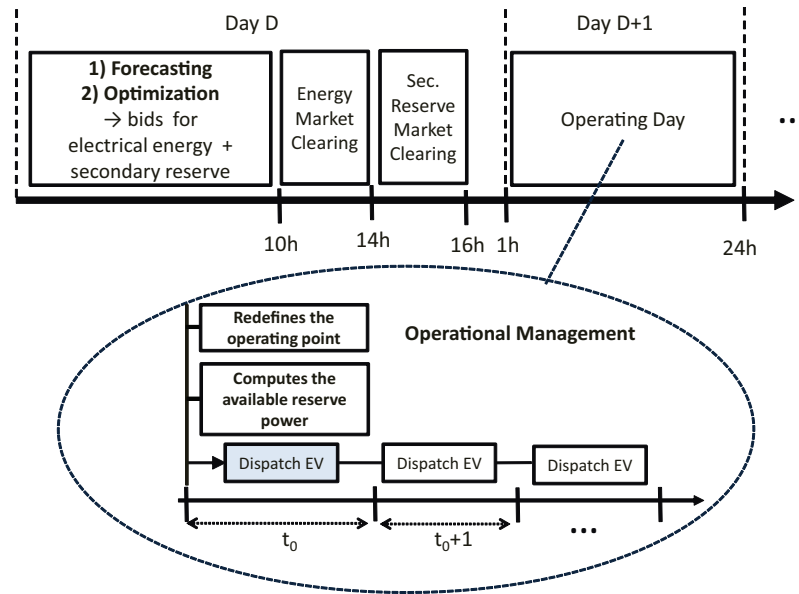 Day D
Day D+1
1) Forecasting
2) Optimization
→ bids for
electrical energy +
secondary reserve
Energy
Market
Clearing
Sec.
Reserve
Market
Clearing
Operating Day
..
10h
14h
16h
1h
24h
Operational Management
Redefines the
operating point
Computes the
available reserve
power
Dispatch EV
Dispatch EV
Dispatch EV
t₀
t₀+1
...